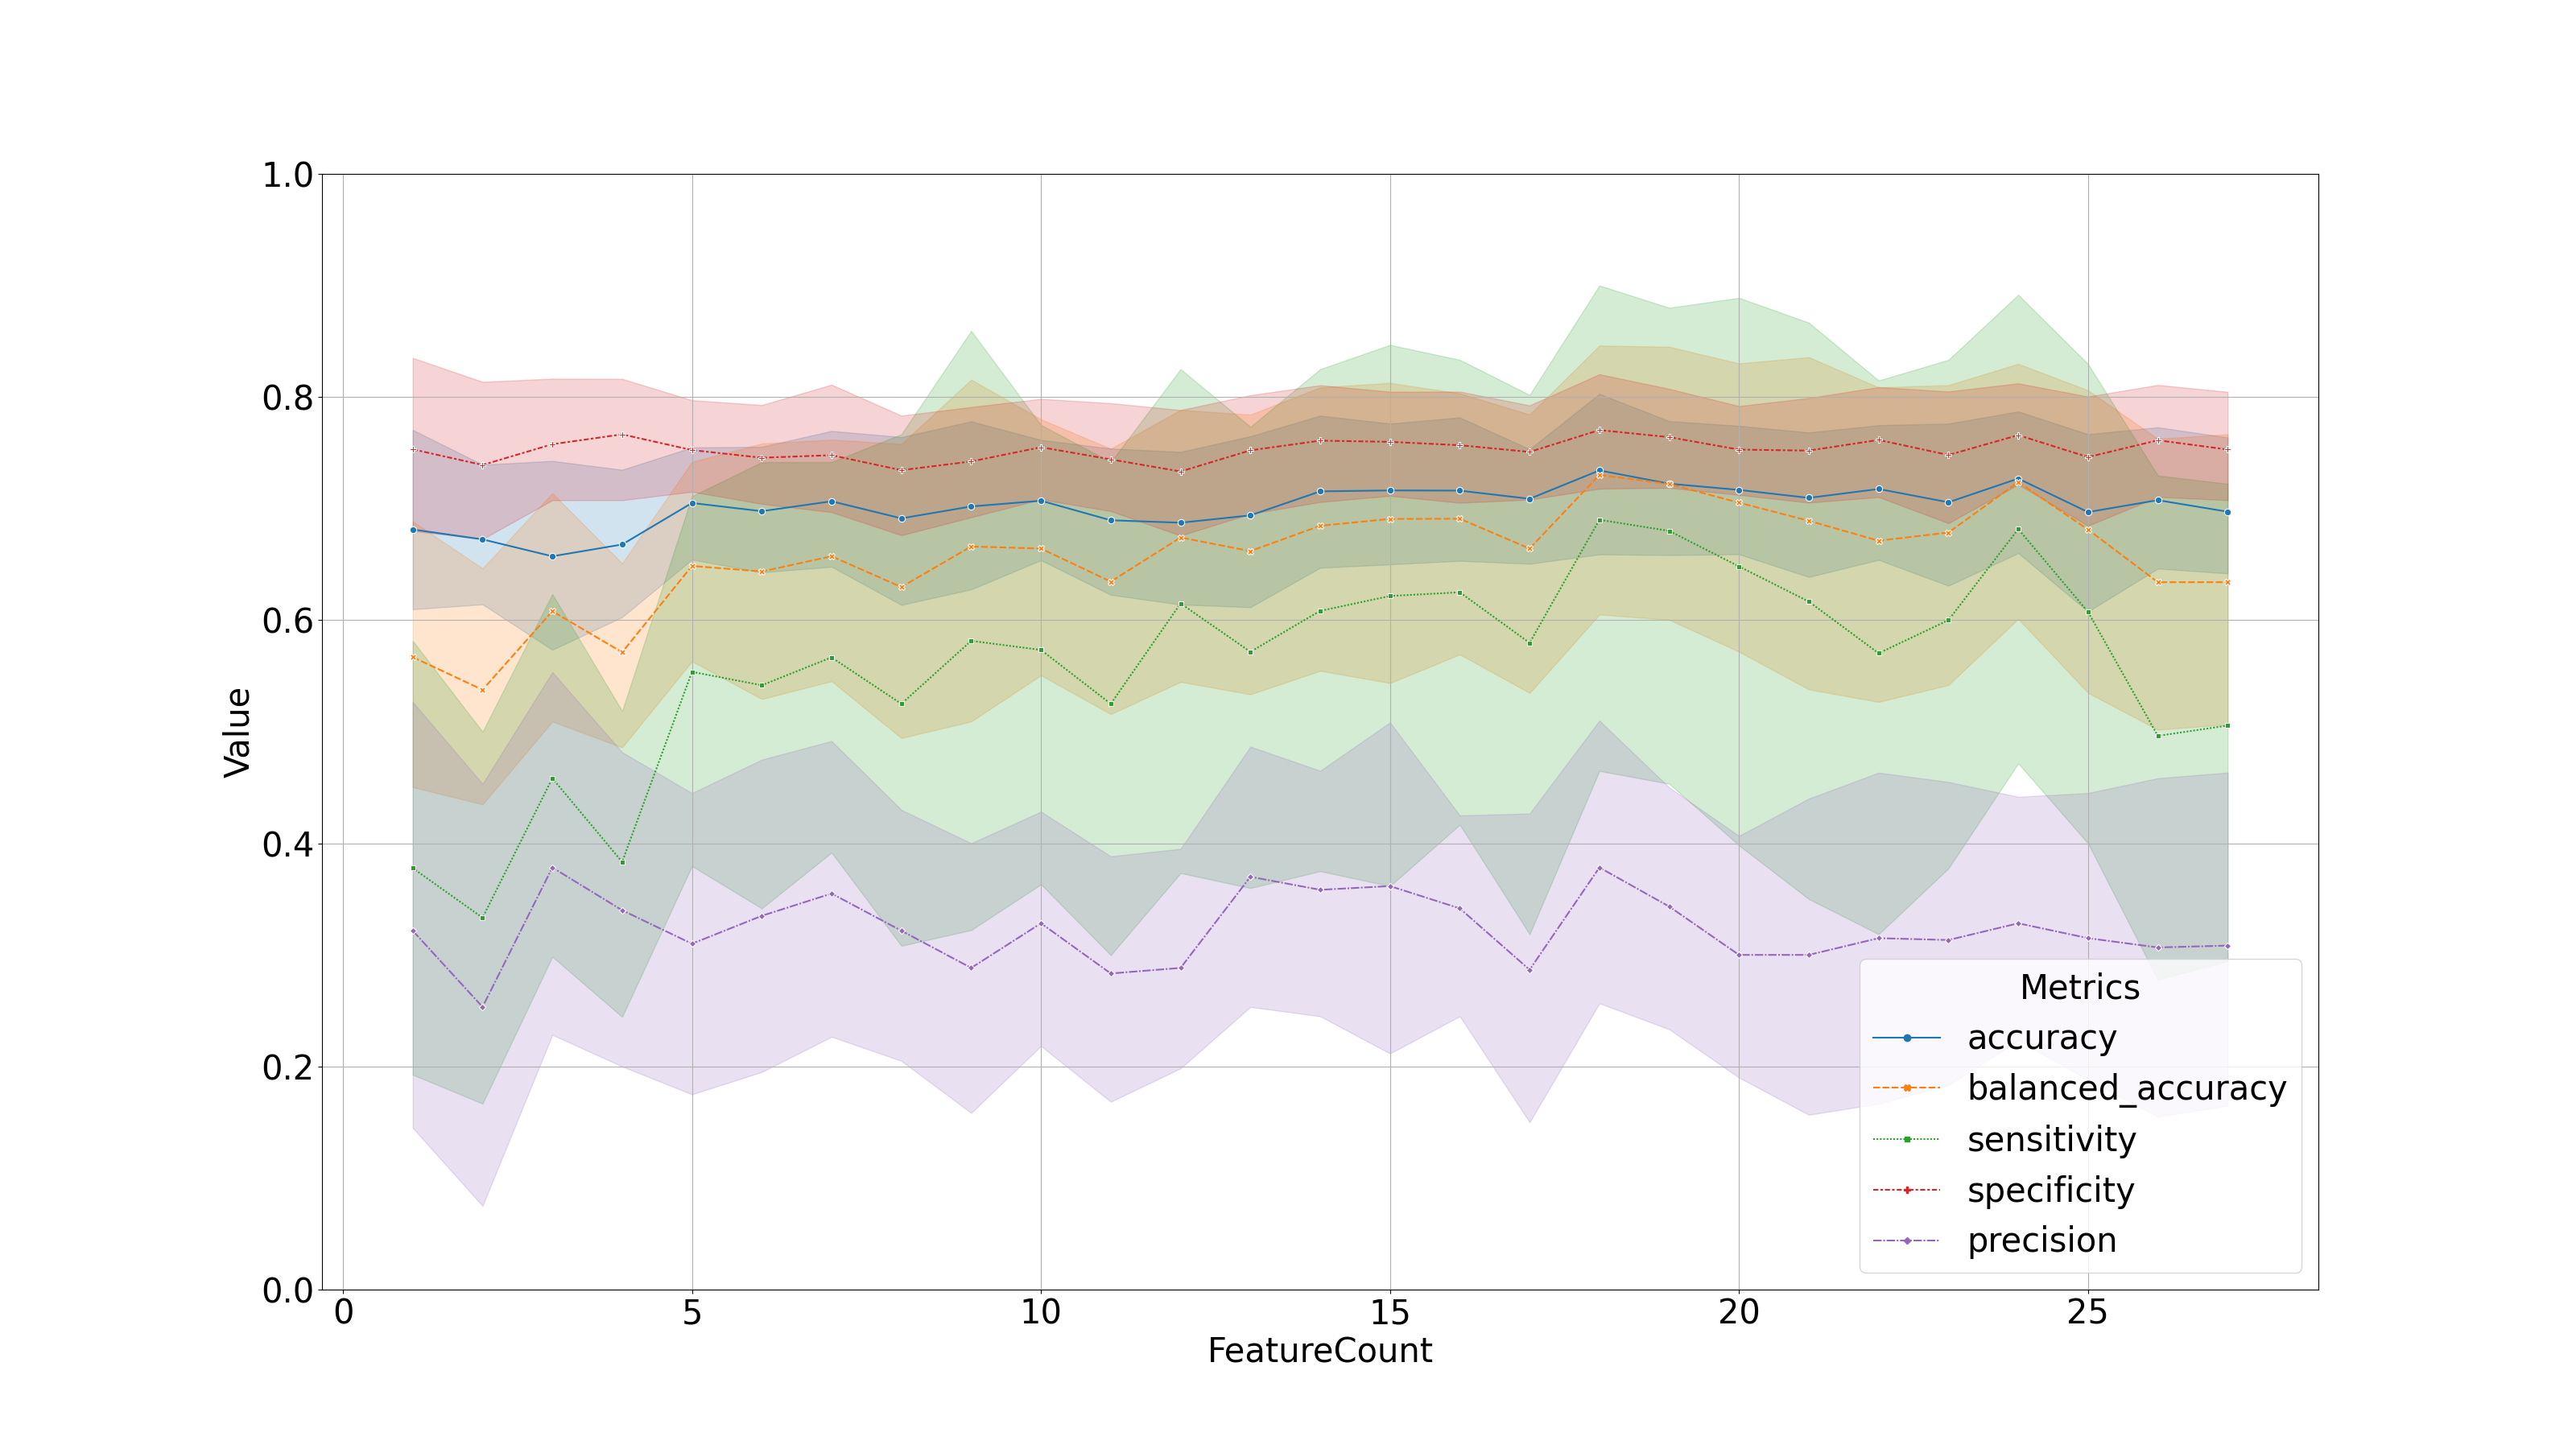 1.0
0.8
0.6
0.4
0.2
0.0
Value
0 5 10 15 20 25
FeatureCount
Metrics
accuracy
balanced_accuracy
sensitivity
specificity
precision